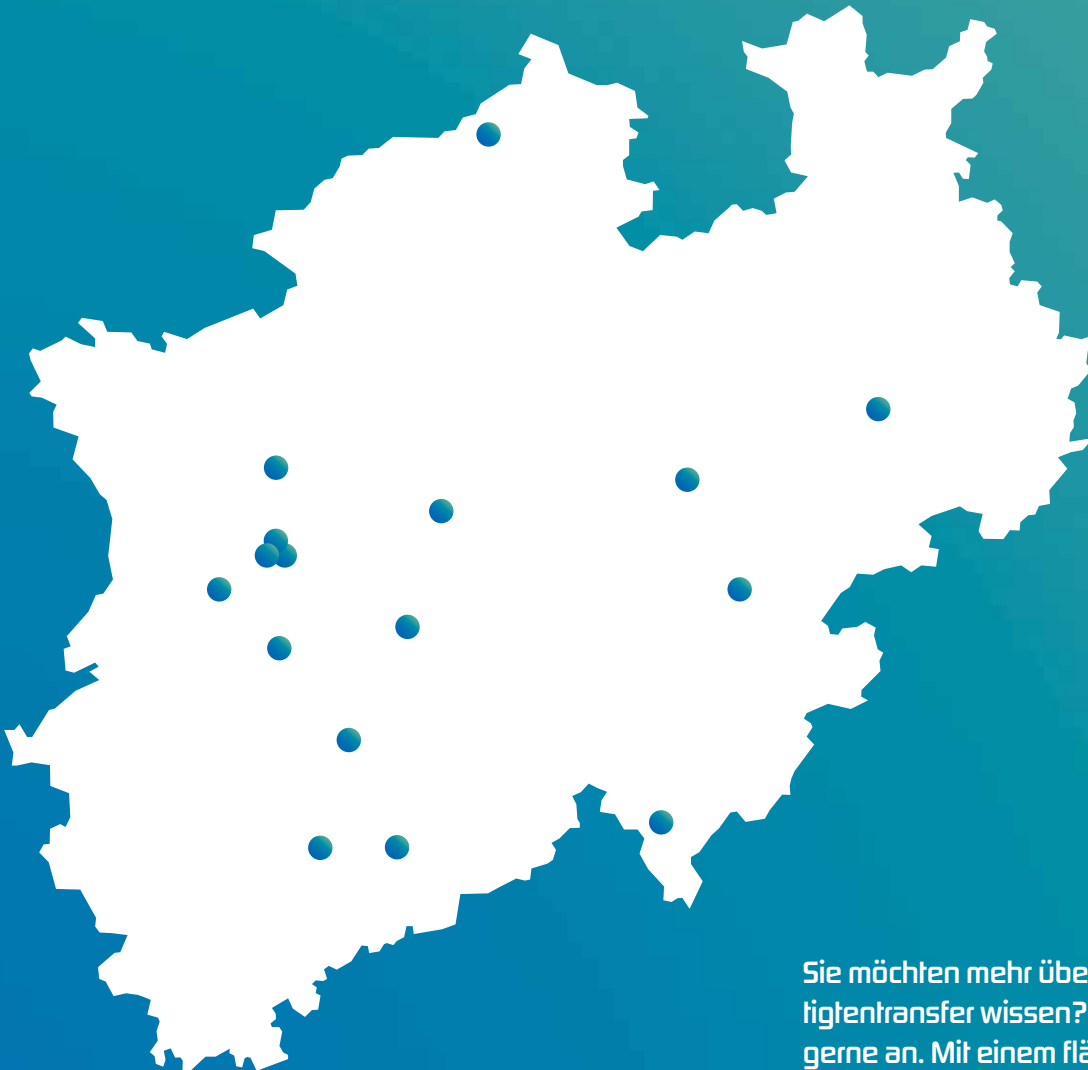 Sie möchten mehr übe
tigtentransfer wissen?
gerne an. Mit einem flä